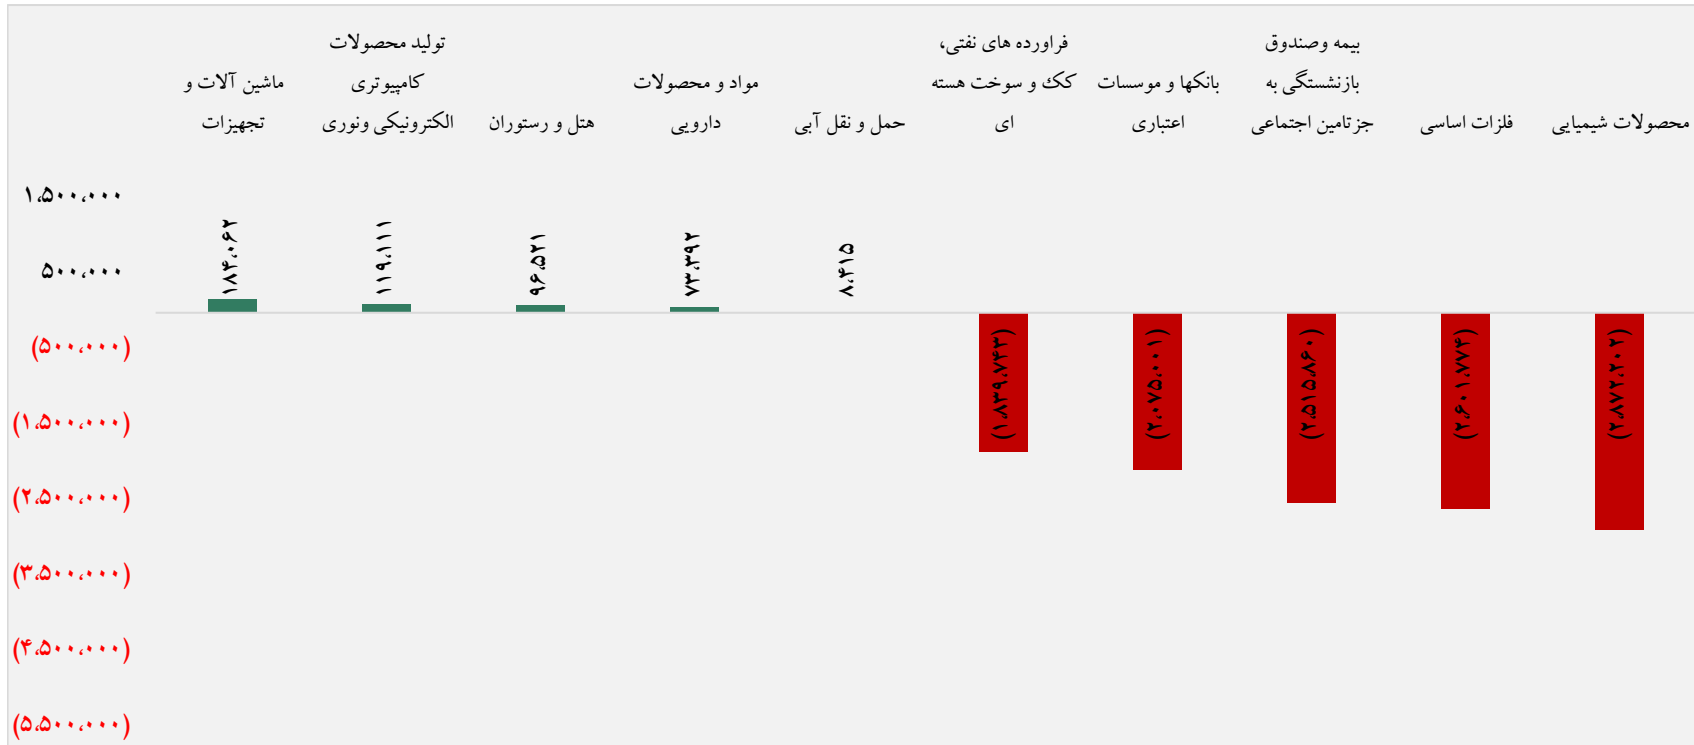 ماشین آلات و
تجهیزات
تولید محصولات
کامپیوتری
الکترونیکی ونوری
هتل و رستوران
مواد و محصولات
دارویی
حمل و نقل آبی
فراورده های نفتی،
کک و سوخت هسته
ای
بانکها و موسسات
اعتباری
بیمه وصندوق
بازنشستگی به
جزتامین اجتماعی
فلزات اساسی
محصولات شیمیایی
۱،۵۰۰،۰۰۰
۵۰۰،۰۰۰
(۵۰۰،۰۰۰)
(۱،۵۰۰،۰۰۰)
(۲،۵۰۰،۰۰۰)
(۳،۵۰۰،۰۰۰)
(۴،۵۰۰،۰۰۰)
(۵،۵۰۰،۰۰۰)
۱۸۴،۰۶۲
۱۱۹،۱۱۱
۹۶،۵۲۱
۷۳،۳۹۲
۸،۴۱۵
(۱،۸۳۹،۷۴۳)
(۲،۰۷۵،۰۰۱)
(۲،۵۱۵،۸۶۰)
(۲،۶۰۱،۷۷۴)
(۲،۸۷۲،۲۰۲)